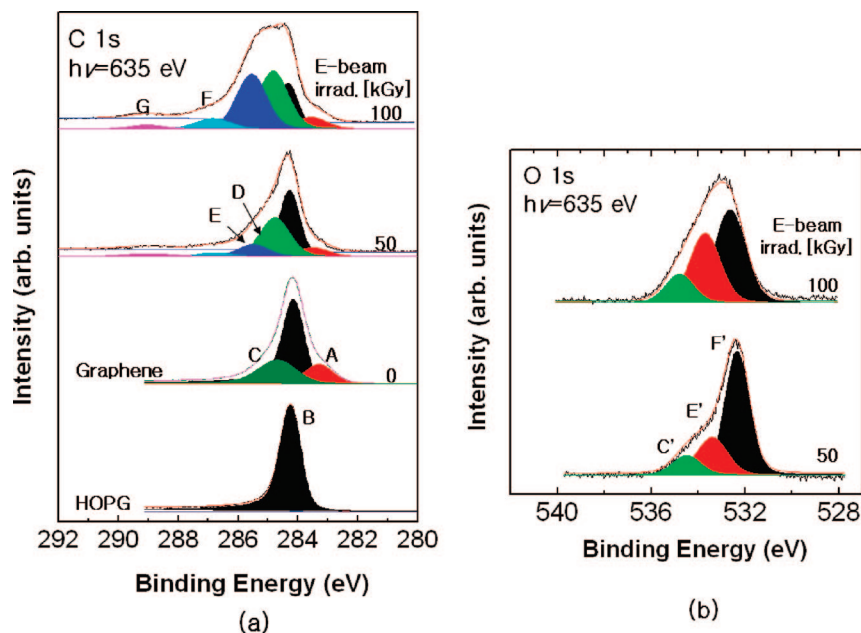 C 1s
hν=635 eV
E-beam
irrad. [kGy]
G
F
100
D
E
50
C
A
Graphene
0
B
HOPG
292 290 288 286 284 282 280
Binding Energy (eV)
Intensity (arb. units)
(a)
O 1s
hν=635 eV
E-beam
irrad. [kGy]
100
F'
E'
C'
50
540 536 532 528
Binding Energy (eV)
Intensity (arb. units)
(b)